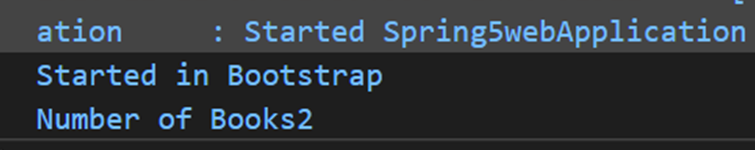 ation     : Started Spring5webApplication
Started in Bootstrap
Number of Books2